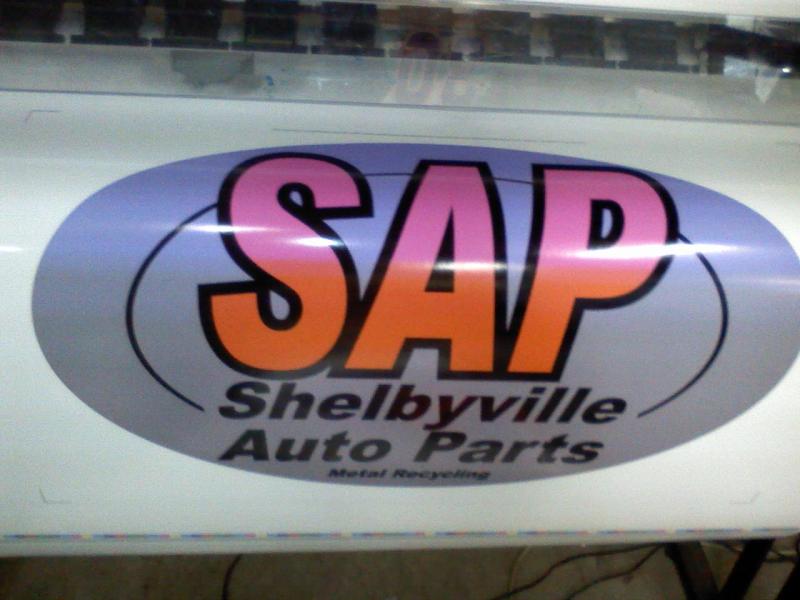 SAP
Shelbyville
Auto Parts
Metal Recycling